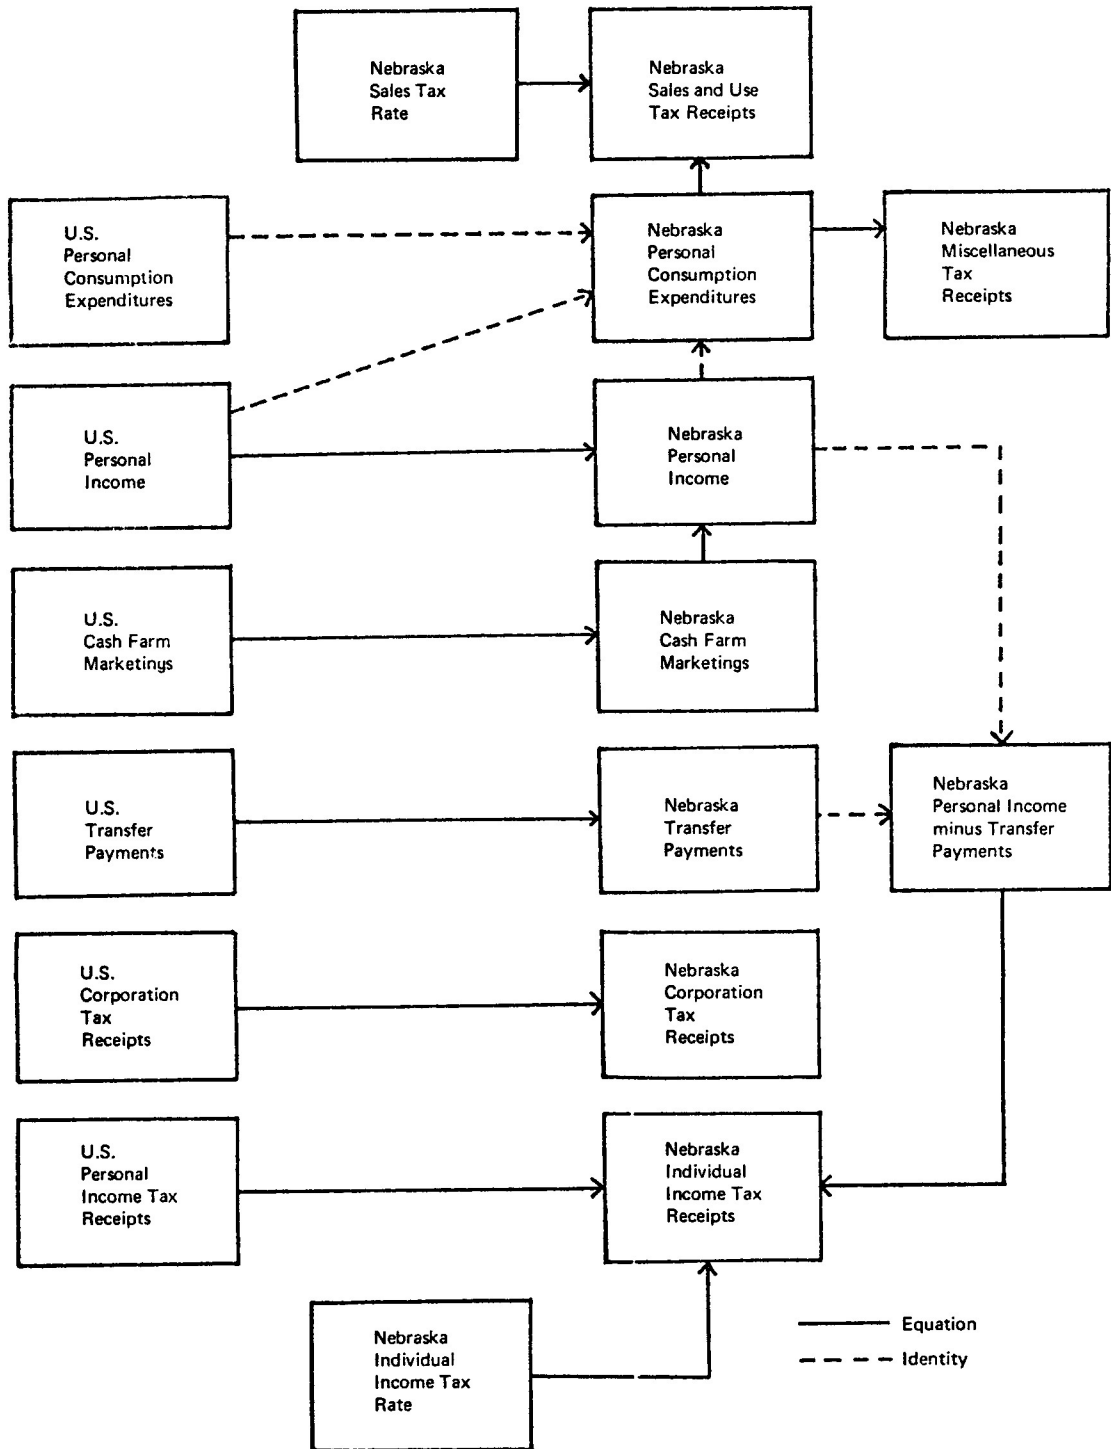 Nebraska
Sales Tax
Rate
Nebraska
Sales and Use
Tax Receipts
U.S.
Personal
Consumption
Expenditures
Nebraska
Personal
Consumption
Expenditures
Nebraska
Miscellaneous
Tax
Receipts
U.S.
Personal
Income
Nebraska
Personal
Income
U.S.
Cash Farm
Marketings
Nebraska
Cash Farm
Marketings
U.S.
Transfer
Payments
Nebraska
Transfer
Payments
Nebraska
Personal Income
minus Transfer
Payments
U.S.
Corporation
Tax
Receipts
Nebraska
Corporation
Tax
Receipts
U.S.
Personal
Income Tax
Receipts
Nebraska
Individual
Income Tax
Receipts
Nebraska
Individual
Income Tax
Rate
Equation
Identity